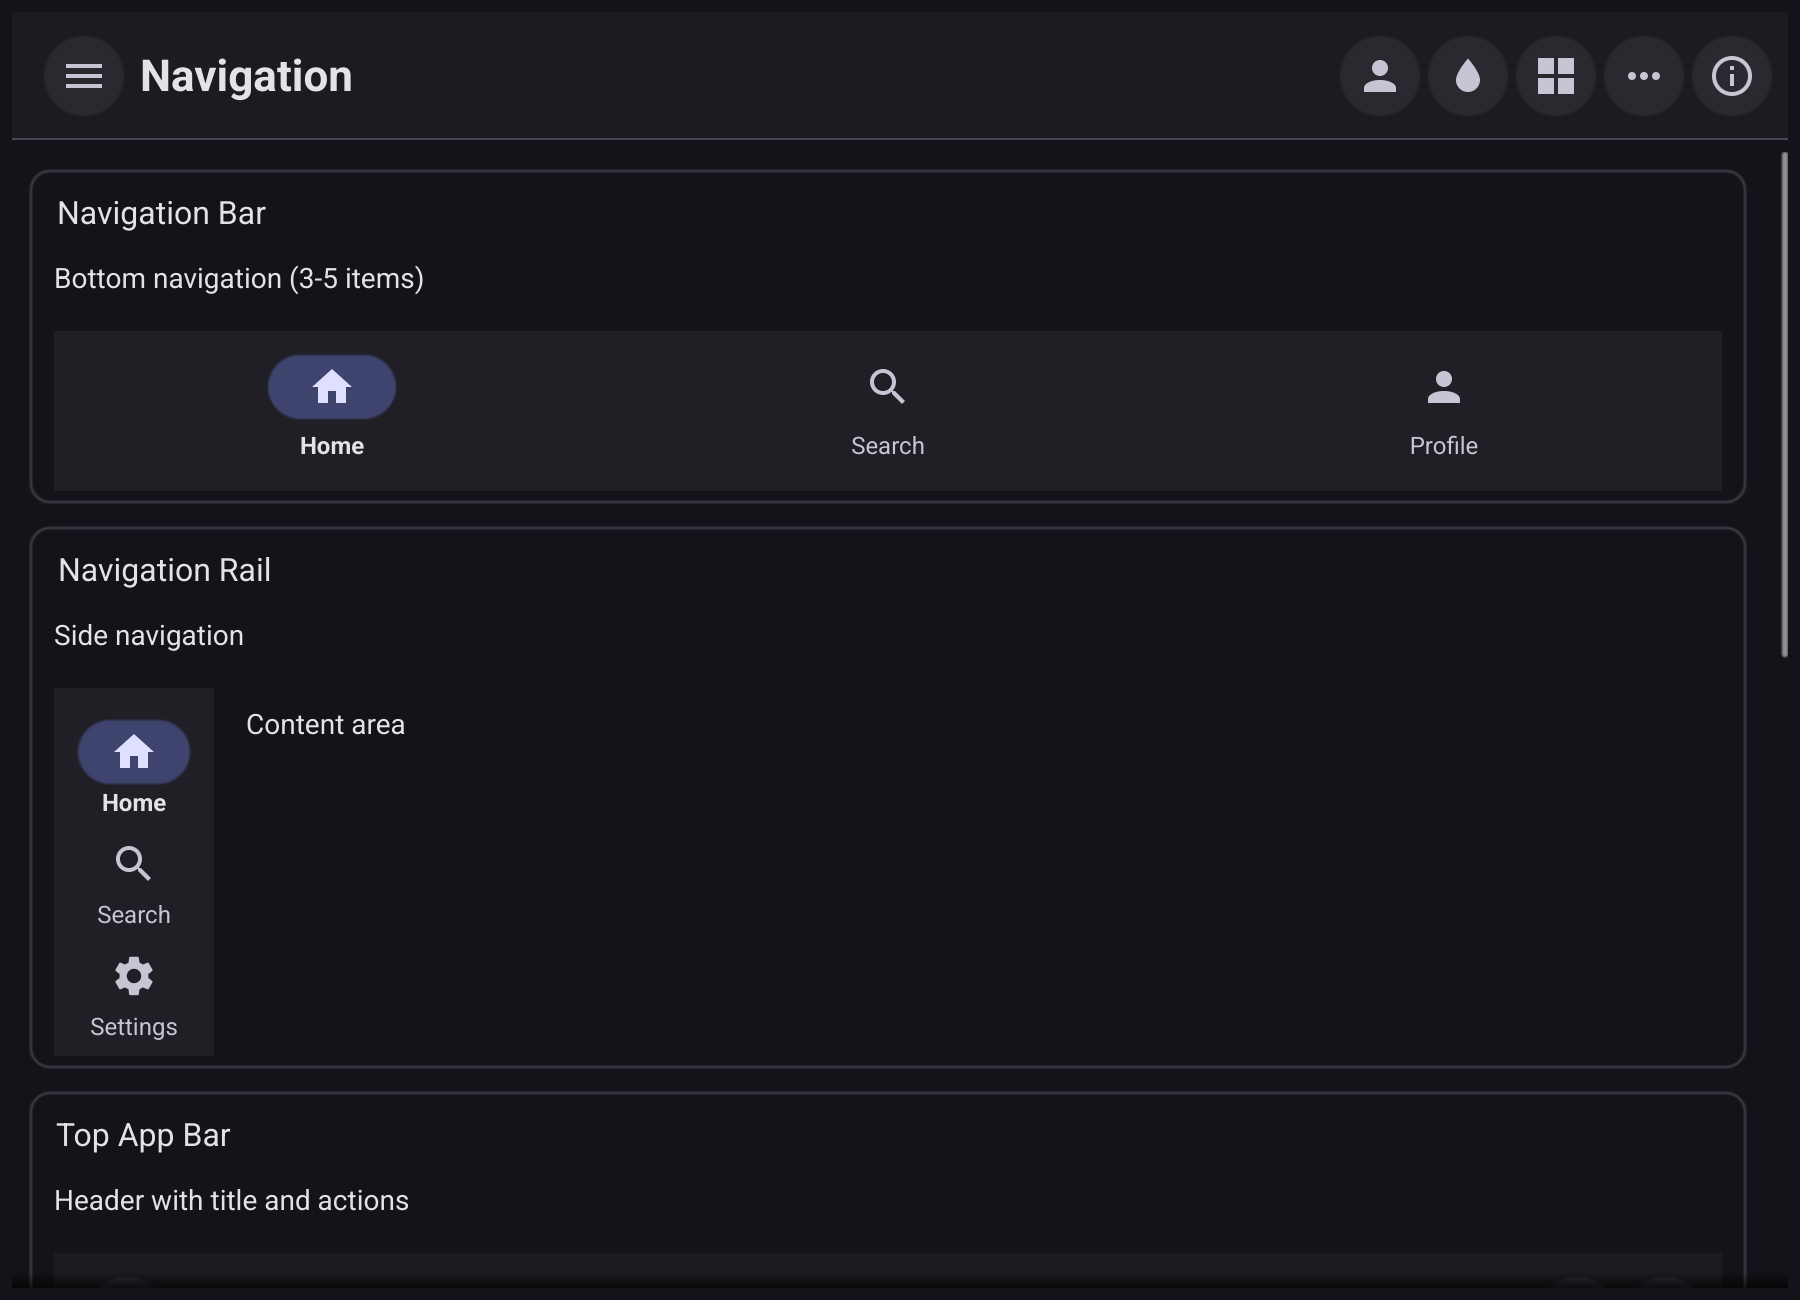 Navigation
Navigation Bar
Bottom navigation (3-5 items)
Home
Search
Profile
Navigation Rail
Side navigation
Content area
Home
Search
Settings
Top App Bar
Header with title and actions